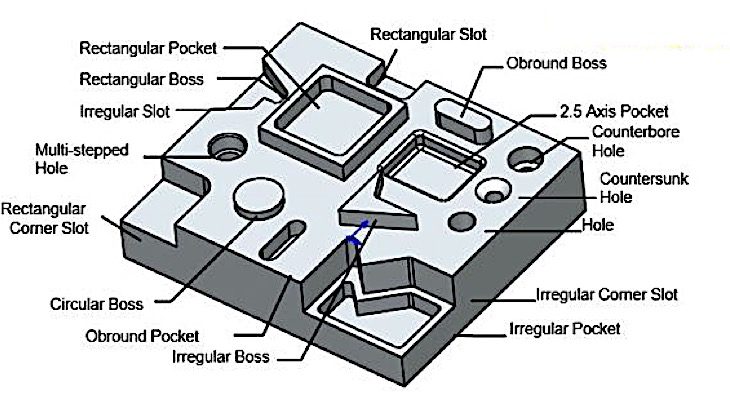 Rectangular Pocket
Rectangular Slot
Obround Boss
Rectangular Boss
Irregular Slot
2.5 Axis Pocket
Counterbore
Hole
Multi-stepped
Hole
Countersunk
Hole
Rectangular
Corner Slot
Hole
Circular Boss
Irregular Corner Slot
Obround Pocket
Irregular Pocket
Irregular Boss